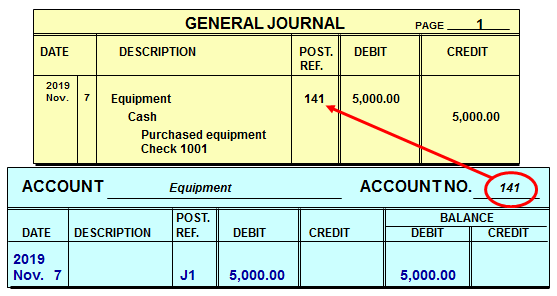 GENERAL JOURNAL PAGE 1
DATE DESCRIPTION POST. REF. DEBIT CREDIT
2019
Nov. 7 Equipment 141 5,000.00
Cash 5,000.00
Purchased equipment
Check 1001
ACCOUNT Equipment ACCOUNT NO. 141
BALANCE
DATE DESCRIPTION POST. REF. DEBIT CREDIT DEBIT CREDIT
2019
Nov. 7 J1 5,000.00 5,000.00